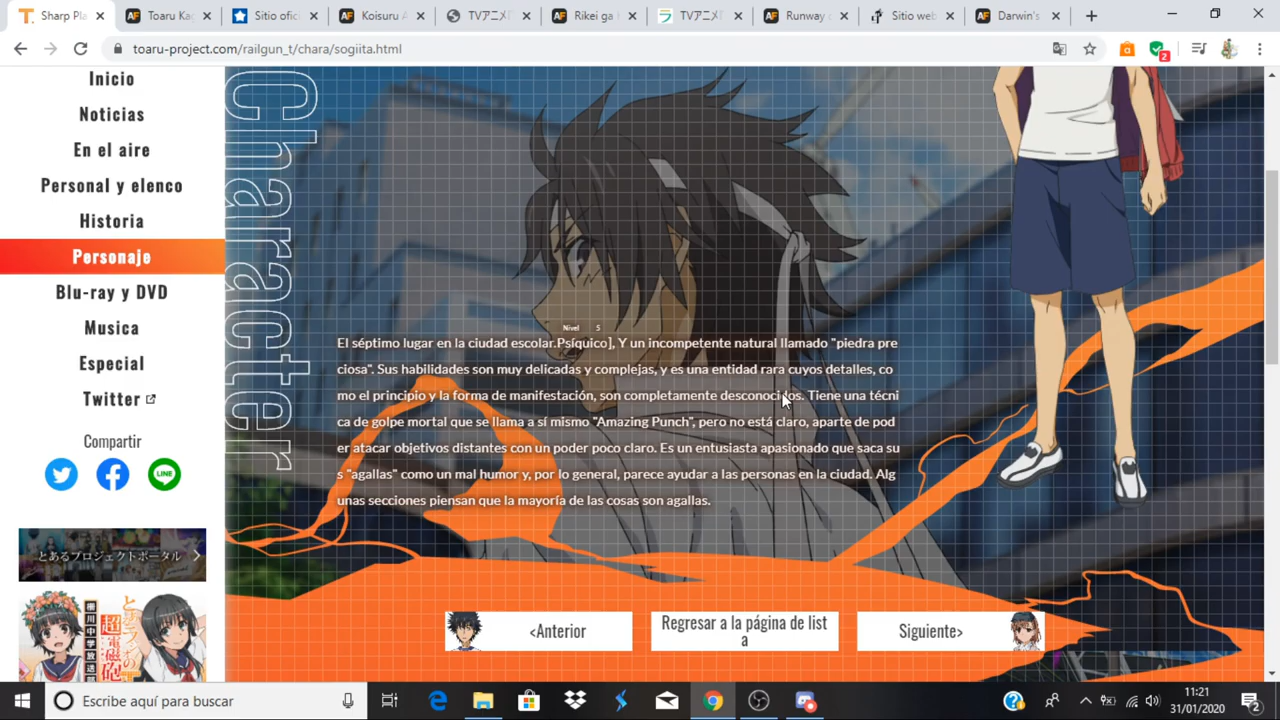 Sharp Pla
Toaru Kag
Sitio ofici
Koisuru A
TVアニメ「
Rikei ga k
TVアニメ「
Runway d
Sitio web
Darwin's
toaru-project.com/railgun_t/chara/sogiita.html
2
Inicio
Noticias
En el aire
Personal y elenco
Historia
Personaje
Blu-ray y DVD
Musica
Especial
Twitter
Compartir
LINE
とあるプロジェクトポータル
Character
Nivel 5
El séptimo lugar en la ciudad escolar.Psíquico], Y un incompetente natural llamado "piedra pre
ciosa". Sus habilidades son muy delicadas y complejas, y es una entidad rara cuyos detalles, co
mo el principio y la forma de manifestación, son completamente desconocidos. Tiene una técni
ca de golpe mortal que se llama a sí mismo "Amazing Punch", pero no está claro, aparte de pod
er atacar objetivos distantes con un poder poco claro. Es un entusiasta apasionado que saca su
s "agallas" como un mal humor y, por lo general, parece ayudar a las personas en la ciudad. Alg
unas secciones piensan que la mayoría de las cosas son agallas.
<Anterior
Regresar a la página de list
a
Siguiente>
Escribe aquí para buscar
11:21
31/01/2020
2